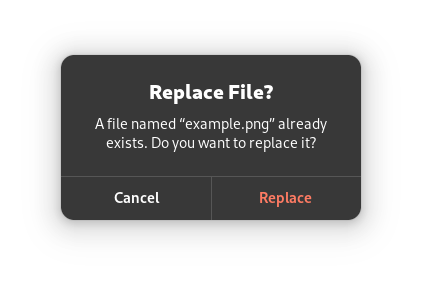 Replace File?
A file named “example.png” already
exists. Do you want to replace it?
Cancel
Replace